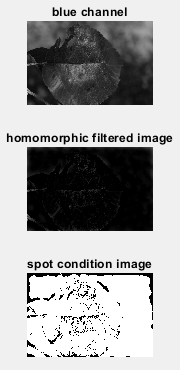 blue channel
homomorphic filtered image
spot condition image